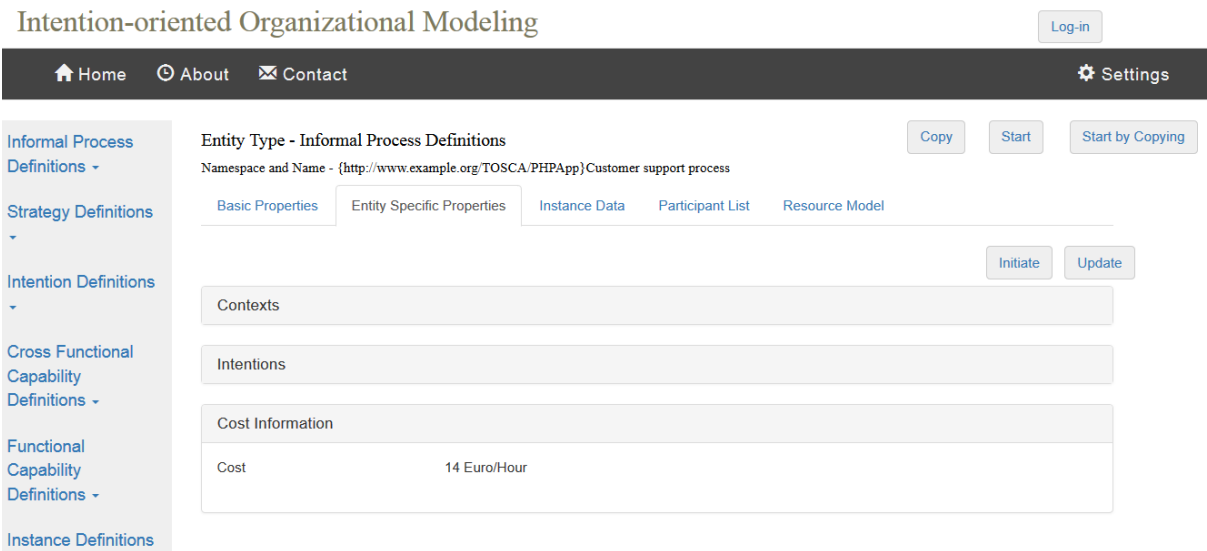 Intention-oriented Organizational Modeling
Log-in
Home About Contact Settings
Informal Process
Definitions
Strategy Definitions
Intention Definitions
Cross Functional
Capability
Definitions
Functional
Capability
Definitions
Instance Definitions
Entity Type - Informal Process Definitions
Copy Start Start by Copying
Namespace and Name - {http://www.example.org/TOSCA/PHPApp}Customer support process
Basic Properties Entity Specific Properties Instance Data Participant List Resource Model
Initiate Update
Contexts
Intentions
Cost Information
Cost 14 Euro/Hour